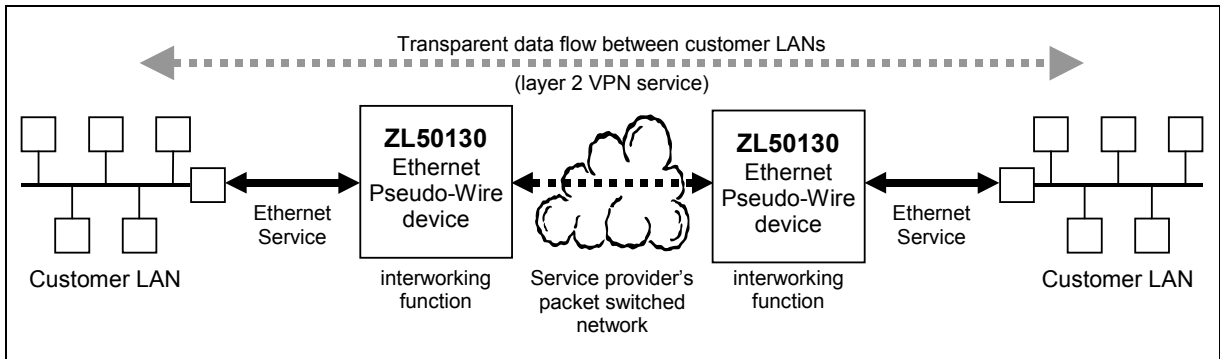 Transparent data flow between customer LANs
(layer 2 VPN service)
ZL50130
Ethernet
Pseudo-Wire
device
ZL50130
Ethernet
Pseudo-Wire
device
Ethernet
Service
Ethernet
Service
Customer LAN
interworking
function
Service provider's
packet switched
network
interworking
function
Customer LAN